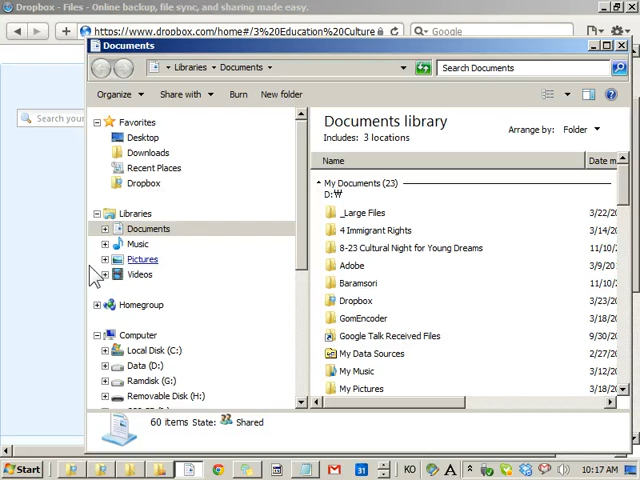 Dropbox - Files - Online backup, file sync, and sharing made easy.
https://www.dropbox.com/home#/3%20Education%20Culture
Google
Search your
Documents
Libraries Documents
Search Documents
Organize Share with Burn New folder
Favorites
Desktop
Downloads
Recent Places
Dropbox
Libraries
Documents
Music
Pictures
Videos
Homegroup
Computer
Local Disk (C:)
Data (D:)
Ramdisk (G:)
Removable Disk (H:)
Documents library
Includes: 3 locations
Arrange by: Folder
Name Date m
My Documents (23)
D:₩
_Large Files 3/22/
4 Immigrant Rights 3/14/
8-23 Cultural Night for Young Dreams 11/10/
Adobe 3/9/
Baramsori 11/10/
Dropbox 3/23/
GomEncoder 3/18/
Google Talk Received Files 9/30/
My Data Sources 2/27/
My Music 3/18/
My Pictures 3/18/
60 items State: Shared
Start
31
KO
A
10:17 AM